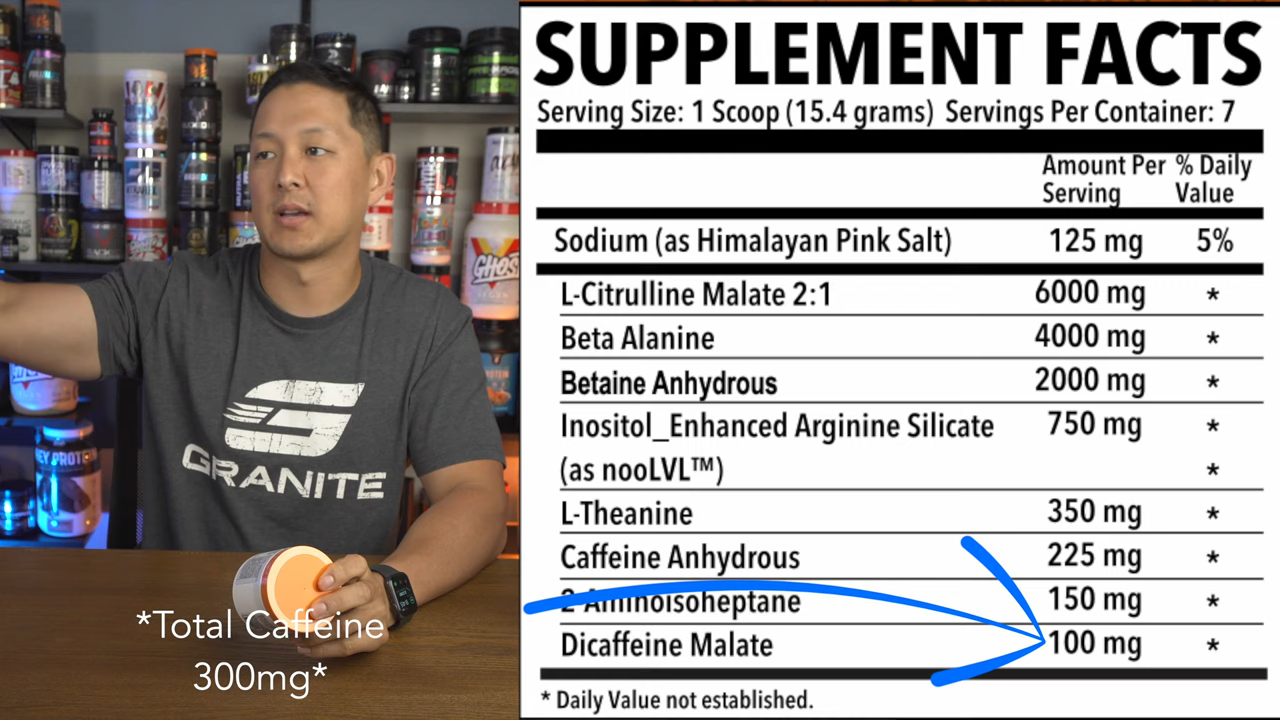 GRANITE
GHOST
*Total Caffeine
300mg*
SUPPLEMENT FACTS
Serving Size: 1 Scoop (15.4 grams) Servings Per Container: 7
Amount Per % Daily
Serving Value
Sodium (as Himalayan Pink Salt) 125 mg 5%
L-Citrulline Malate 2:1 6000 mg *
Beta Alanine 4000 mg *
Betaine Anhydrous 2000 mg *
Inositol_Enhanced Arginine Silicate 750 mg *
(as nooLVL™) *
L-Theanine 350 mg *
Caffeine Anhydrous 225 mg *
2-Aminoisoheptane 150 mg *
Dicaffeine Malate 100 mg *
* Daily Value not established.